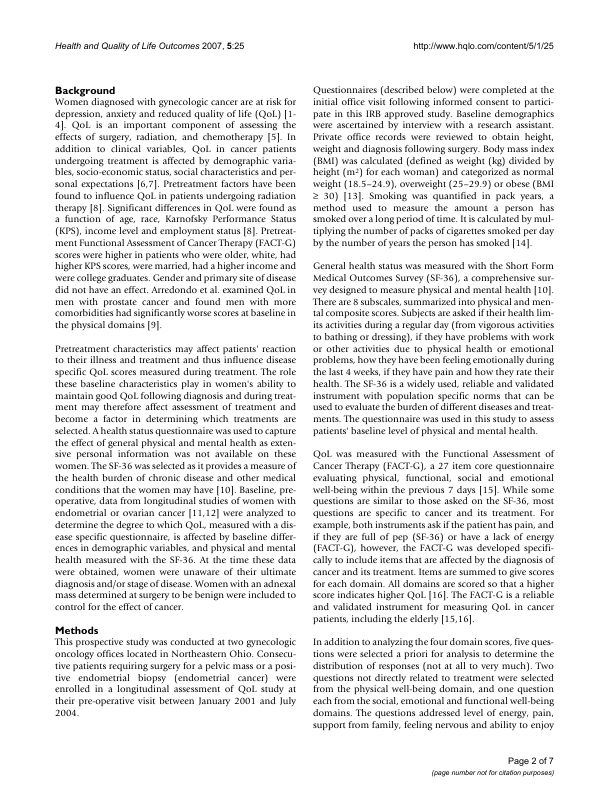 Health and Quality of Life Outcomes 2007, 5:25
http://www.hqlo.com/content/5/1/25
Background
Women diagnosed with gynecologic cancer are at risk for
depression, anxiety and reduced quality of life (QoL) [1-
4]. QoL is an important component of assessing the
effects of surgery, radiation, and chemotherapy [5]. In
addition to clinical variables, QoL in cancer patients
undergoing treatment is affected by demographic varia-
bles, socio-economic status, social characteristics and per-
sonal expectations [6,7]. Pretreatment factors have been
found to influence QoL in patients undergoing radiation
therapy [8]. Significant differences in QoL were found as
a function of age, race, Karnofsky Performance Status
(KPS), income level and employment status [8]. Pretreat-
ment Functional Assessment of Cancer Therapy (FACT-G)
scores were higher in patients who were older, white, had
higher KPS scores, were married, had a higher income and
were college graduates. Gender and primary site of disease
did not have an effect. Arredondo et al. examined QoL in
men with prostate cancer and found men with more
comorbidities had significantly worse scores at baseline in
the physical domains [9].
Pretreatment characteristics may affect patients' reaction
to their illness and treatment and thus influence disease
specific QoL scores measured during treatment. The role
these baseline characteristics play in women's ability to
maintain good QoL following diagnosis and during treat-
ment may therefore affect assessment of treatment and
become a factor in determining which treatments are
selected. A health status questionnaire was used to capture
the effect of general physical and mental health as exten-
sive personal information was not available on these
women. The SF-36 was selected as it provides a measure of
the health burden of chronic disease and other medical
conditions that the women may have [10]. Baseline, pre-
operative, data from longitudinal studies of women with
endometrial or ovarian cancer [11,12] were analyzed to
determine the degree to which QoL, measured with a dis-
ease specific questionnaire, is affected by baseline differ-
ences in demographic variables, and physical and mental
health measured with the SF-36. At the time these data
were obtained, women were unaware of their ultimate
diagnosis and/or stage of disease. Women with an adnexal
mass determined at surgery to be benign were included to
control for the effect of cancer.
Methods
This prospective study was conducted at two gynecologic
oncology offices located in Northeastern Ohio. Consecu-
tive patients requiring surgery for a pelvic mass or a posi-
tive endometrial biopsy (endometrial cancer) were
enrolled in a longitudinal assessment of QoL study at
their pre-operative visit between January 2001 and July
2004.
Questionnaires (described below) were completed at the
initial office visit following informed consent to partici-
pate in this IRB approved study. Baseline demographics
were ascertained by interview with a research assistant.
Private office records were reviewed to obtain height,
weight and diagnosis following surgery. Body mass index
(BMI) was calculated (defined as weight (kg) divided by
height (m²) for each woman) and categorized as normal
weight (18.5–24.9), overweight (25–29.9) or obese (BMI
≥ 30) [13]. Smoking was quantified in pack years, a
method used to measure the amount a person has
smoked over a long period of time. It is calculated by mul-
tiplying the number of packs of cigarettes smoked per day
by the number of years the person has smoked [14].
General health status was measured with the Short Form
Medical Outcomes Survey (SF-36), a comprehensive sur-
vey designed to measure physical and mental health [10].
There are 8 subscales, summarized into physical and men-
tal composite scores. Subjects are asked if their health lim-
its activities during a regular day (from vigorous activities
to bathing or dressing), if they have problems with work
or other activities due to physical health or emotional
problems, how they have been feeling emotionally during
the last 4 weeks, if they have pain and how they rate their
health. The SF-36 is a widely used, reliable and validated
instrument with population specific norms that can be
used to evaluate the burden of different diseases and treat-
ments. The questionnaire was used in this study to assess
patients' baseline level of physical and mental health.
QoL was measured with the Functional Assessment of
Cancer Therapy (FACT-G), a 27 item core questionnaire
evaluating physical, functional, social and emotional
well-being within the previous 7 days [15]. While some
questions are similar to those asked on the SF-36, most
questions are specific to cancer and its treatment. For
example, both instruments ask if the patient has pain, and
if they are full of pep (SF-36) or have a lack of energy
(FACT-G), however, the FACT-G was developed specifi-
cally to include items that are affected by the diagnosis of
cancer and its treatment. Items are summed to give scores
for each domain. All domains are scored so that a higher
score indicates higher QoL [16]. The FACT-G is a reliable
and validated instrument for measuring QoL in cancer
patients, including the elderly [15,16].
In addition to analyzing the four domain scores, five ques-
tions were selected a priori for analysis to determine the
distribution of responses (not at all to very much). Two
questions not directly related to treatment were selected
from the physical well-being domain, and one question
each from the social, emotional and functional well-being
domains. The questions addressed level of energy, pain,
support from family, feeling nervous and ability to enjoy
Page 2 of 7
(page number not for citation purposes)